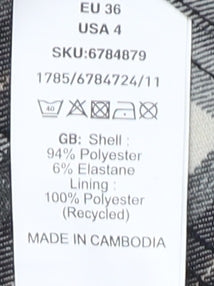 EU 36
USA 4
SKU:6784879
1785/6784724/11
40
GB: Shell :
94% Polyester
6% Elastane
Lining :
100% Polyester
(Recycled)
MADE IN CAMBODIA